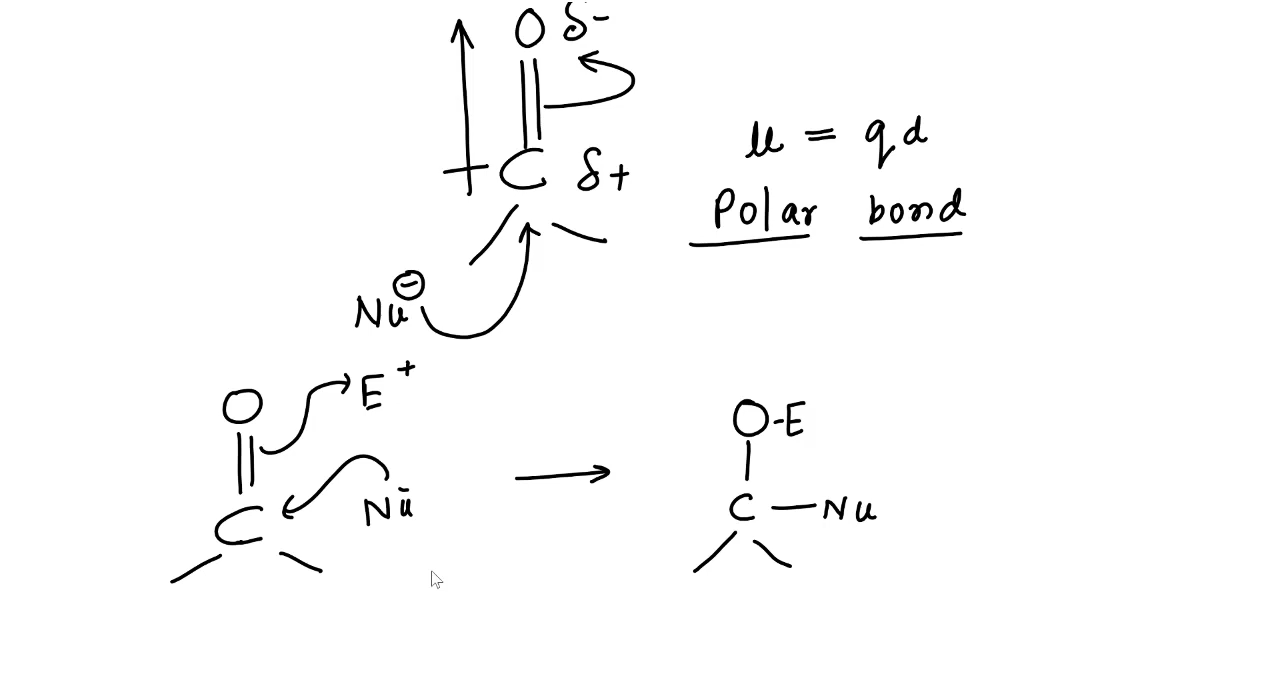 O δ-
C δ+
μ = qd
Polar bond
Nu⊖
O E+
C Nu̅
O-E
C — Nu